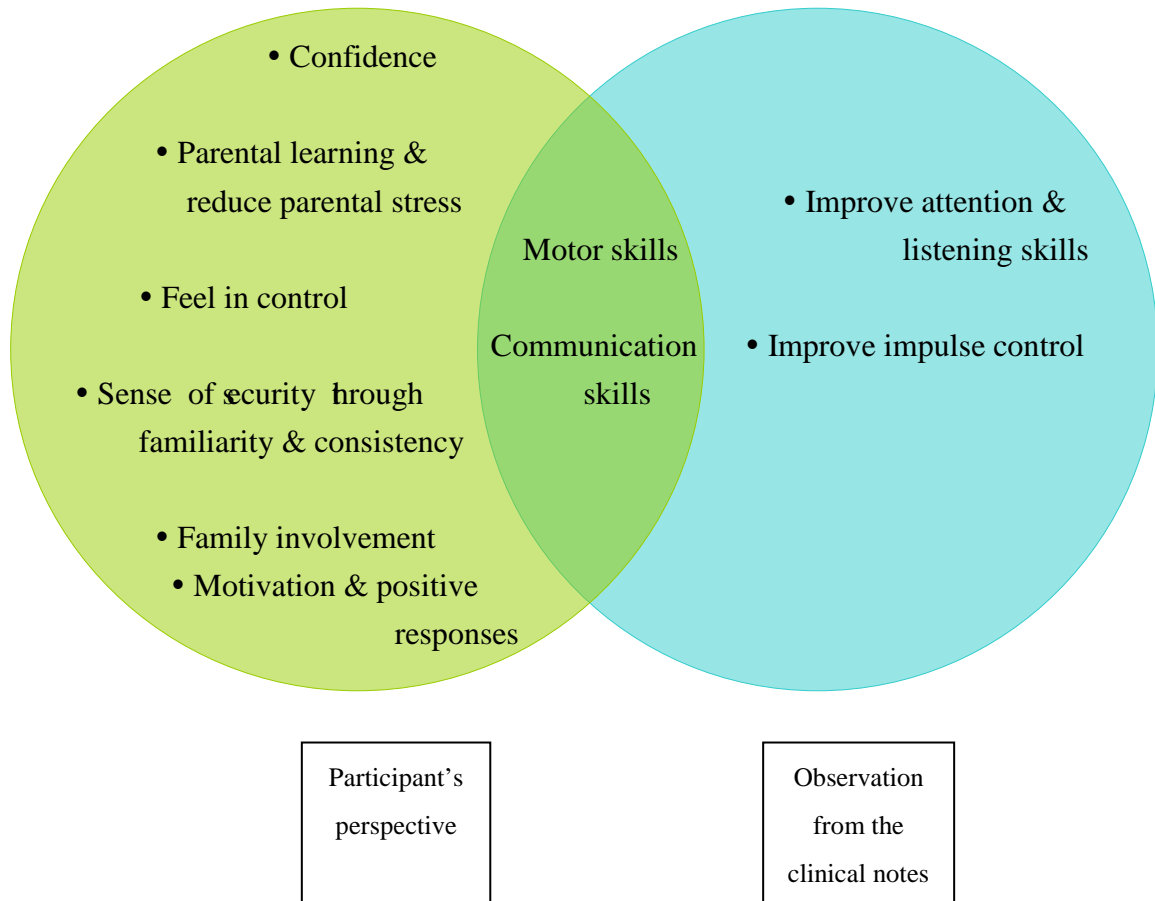 • Confidence
• Parental learning &
reduce parental stress
• Feel in control
• Sense of security through
familiarity & consistency
• Family involvement
• Motivation & positive
responses
Motor skills
Communication
skills
• Improve attention &
listening skills
• Improve impulse control
Participant’s
perspective
Observation
from the
clinical notes